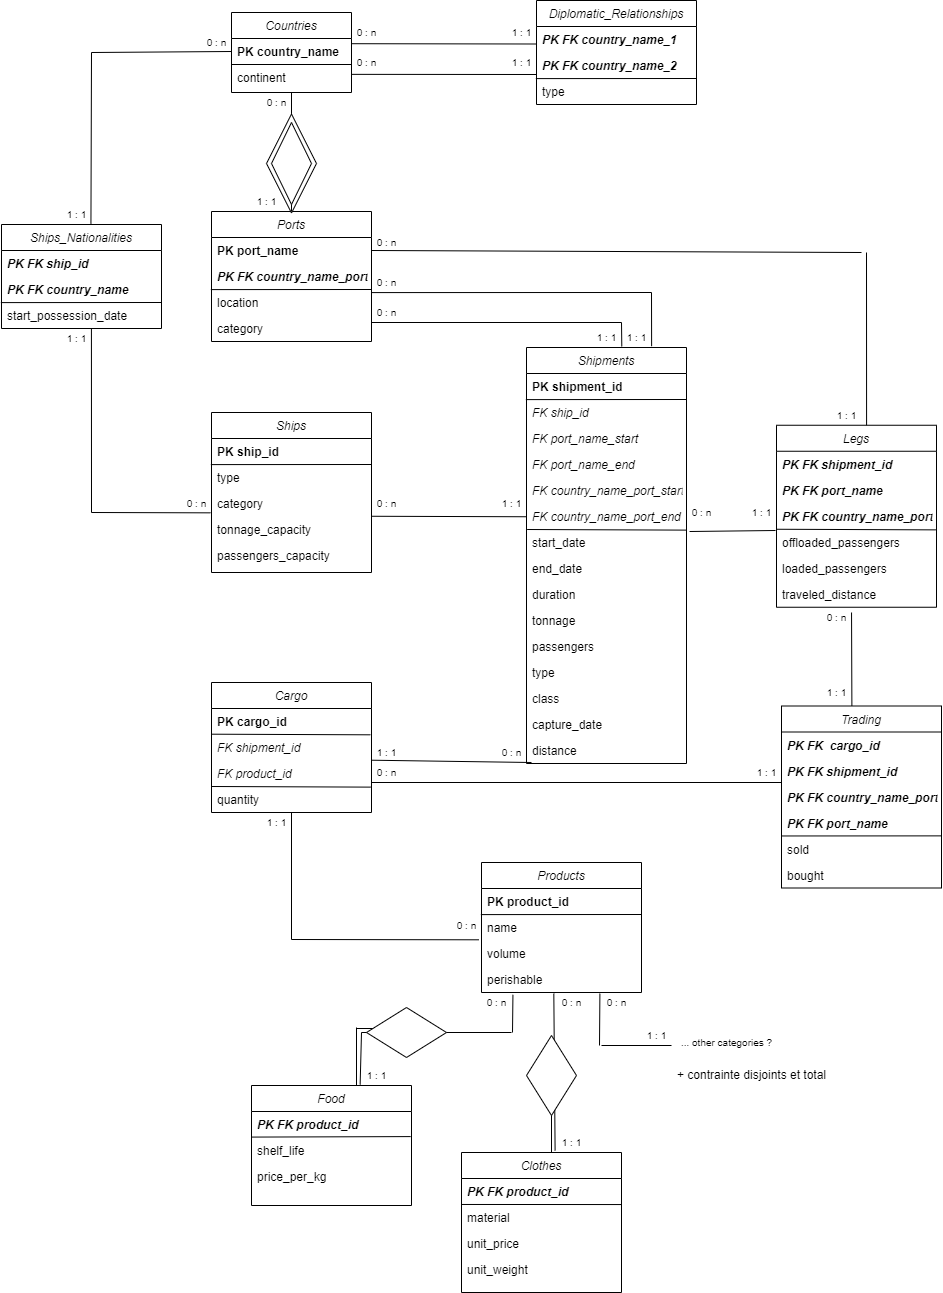 Countries
PK country_name
continent
0 : n
0 : n
0 : n
0 : n
1 : 1
1 : 1
Diplomatic_Relationships
PK FK country_name_1
PK FK country_name_2
type
1 : 1
1 : 1
Ships_Nationalities
PK FK ship_id
PK FK country_name
start_possession_date
1 : 1
Ports
PK port_name
PK FK country_name_port
location
category
0 : n
0 : n
0 : n
1 : 1
1 : 1
Shipments
PK shipment_id
FK ship_id
FK port_name_start
FK port_name_end
FK country_name_port_start
FK country_name_port_end
start_date
end_date
duration
tonnage
passengers
type
class
capture_date
distance
Ships
PK ship_id
type
category
tonnage_capacity
passengers_capacity
0 : n
0 : n
1 : 1
0 : n
1 : 1
1 : 1
Legs
PK FK shipment_id
PK FK port_name
PK FK country_name_port
offloaded_passengers
loaded_passengers
traveled_distance
0 : n
1 : 1
Cargo
PK cargo_id
FK shipment_id
FK product_id
quantity
1 : 1
0 : n
0 : n
1 : 1
1 : 1
Trading
PK FK  cargo_id
PK FK shipment_id
PK FK country_name_port
PK FK port_name
sold
bought
Products
PK product_id
name
volume
perishable
0 : n
0 : n
0 : n
0 : n
1 : 1
... other categories ?
+ contrainte disjoints et total
1 : 1
Food
PK FK product_id
shelf_life
price_per_kg
1 : 1
Clothes
PK FK product_id
material
unit_price
unit_weight